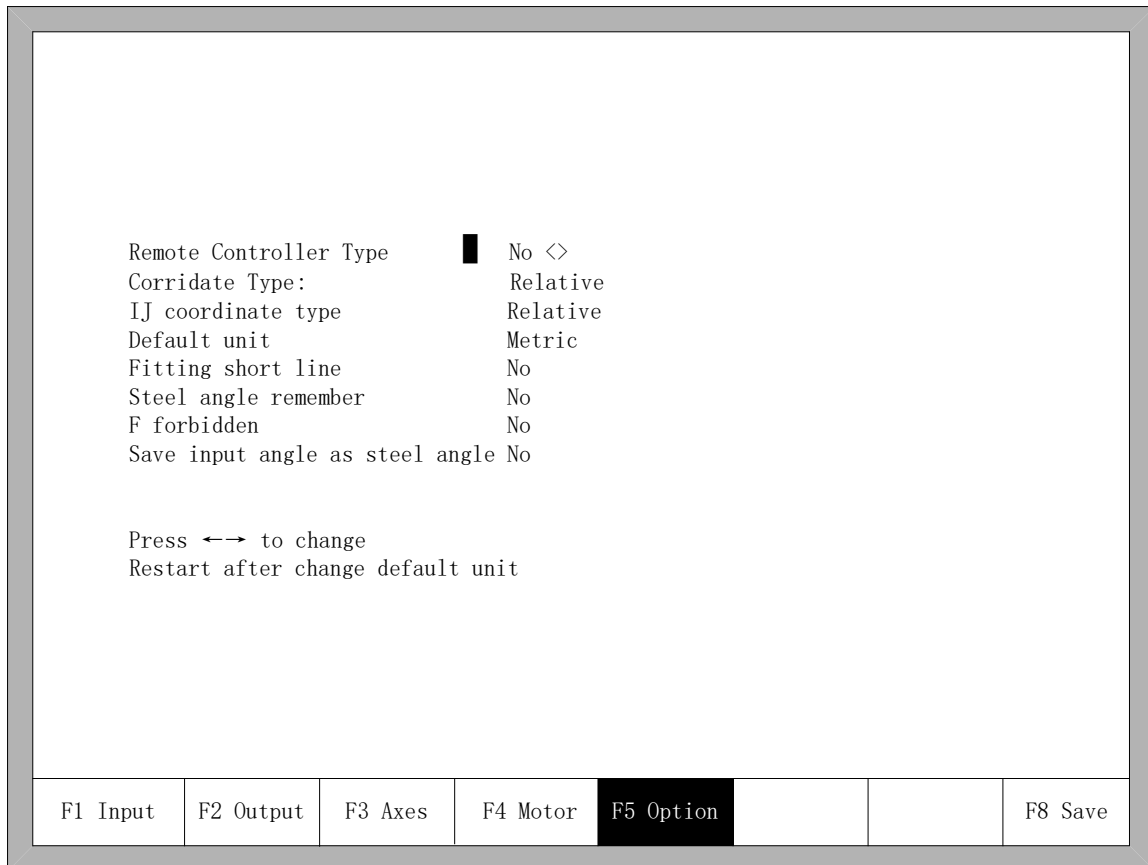 Remote Controller Type No <>
Corridate Type: Relative
IJ coordinate type Relative
Default unit Metric
Fitting short line No
Steel angle remember No
F forbidden No
Save input angle as steel angle No
Press ←→ to change
Restart after change default unit
F1 Input F2 Output F3 Axes F4 Motor F5 Option F8 Save